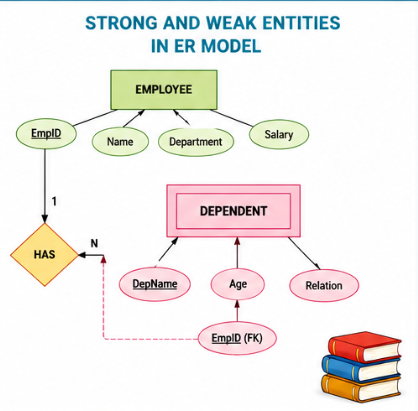 STRONG AND WEAK ENTITIES
IN ER MODEL
EMPLOYEE
EmpID
Name
Department
Salary
1
HAS
N
DEPENDENT
DepName
Age
Relation
EmpID (FK)